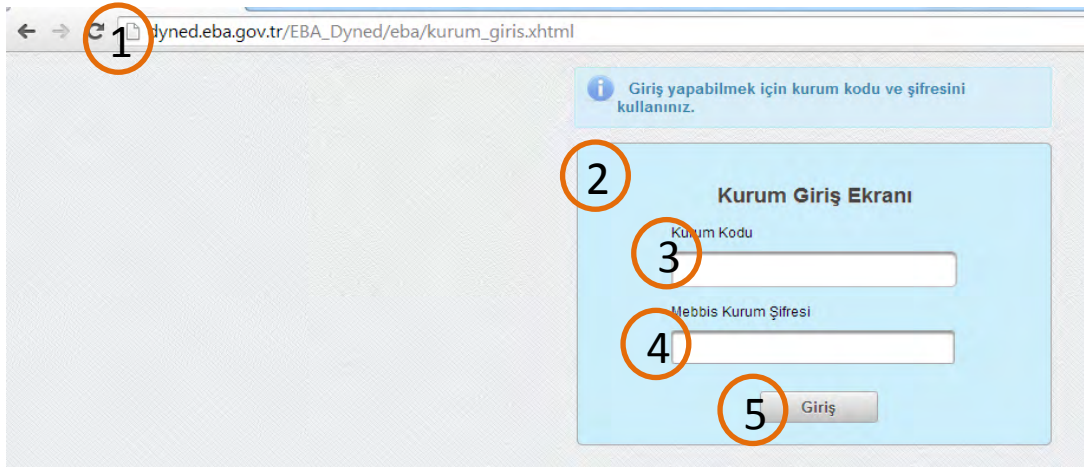 1
dyned.eba.gov.tr/EBA_Dyned/eba/kurum_giris.xhtml
Giriş yapabilmek için kurum kodu ve şifresini
kullanınız.
2
Kurum Giriş Ekranı
Kurum Kodu
3
Mebbis Kurum Şifresi
4
5
Giriş